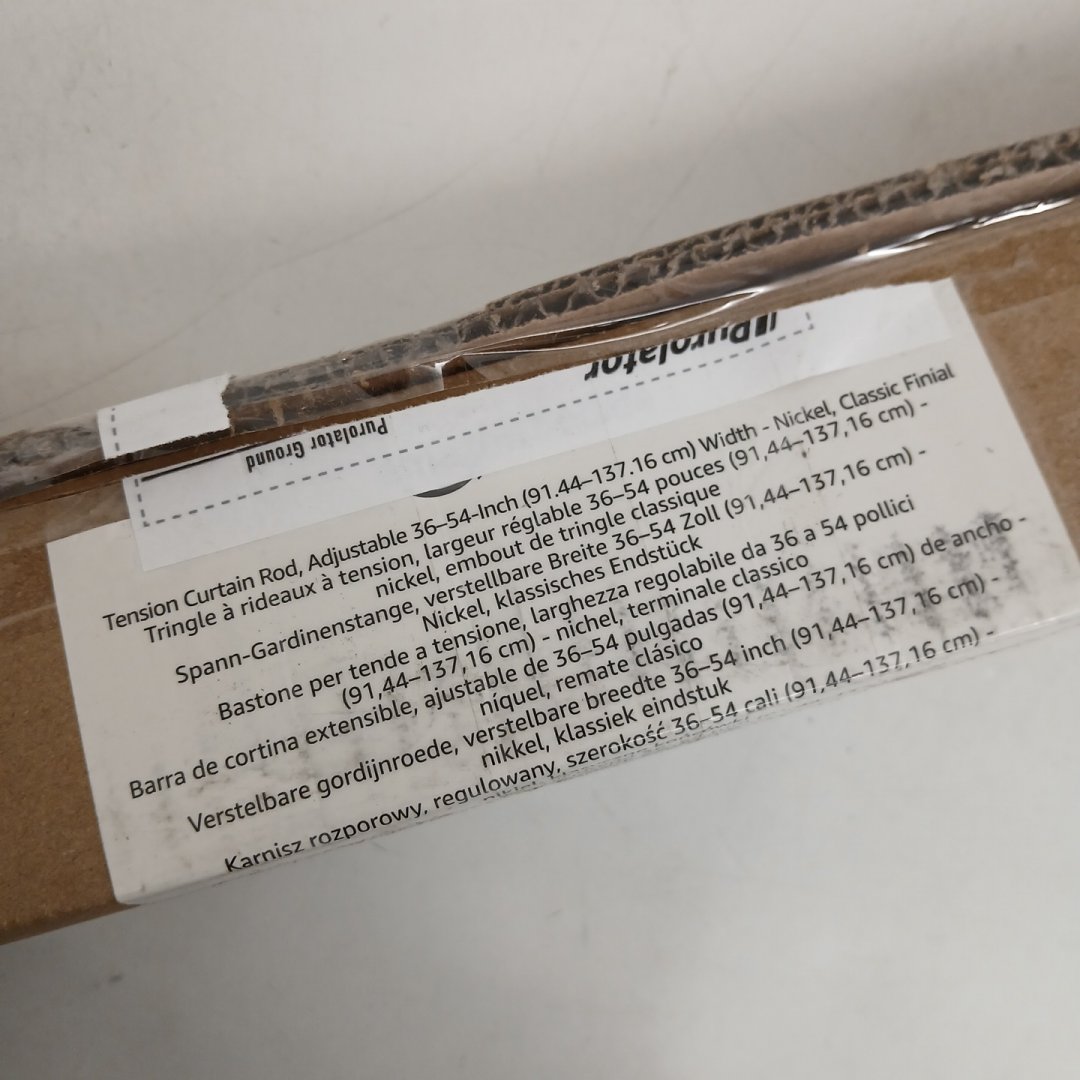 Purolator
Purolator Ground
Tension Curtain Rod, Adjustable 36–54-Inch (91.44–137.16 cm) Width - Nickel, Classic Finial
Tringle à rideaux à tension, largeur réglable 36–54 pouces (91,44–137,16 cm) -
nickel, embout de tringle classique
Spann-Gardinenstange, verstellbare Breite 36–54 Zoll (91,44–137,16 cm) -
Nickel, klassisches Endstück
Bastone per tende a tensione, larghezza regolabile da 36 a 54 pollici
(91,44–137,16 cm) - nichel, terminale classico
Barra de cortina extensible, ajustable de 36–54 pulgadas (91,44–137,16 cm) de ancho -
níquel, remate clásico
Verstelbare gordijnroede, verstelbare breedte 36–54 inch (91,44–137,16 cm) -
nikkel, klassiek eindstuk
Karnisz rozporowy, regulowany, szerokość 36–54 cali (91,44–137,16 cm) -